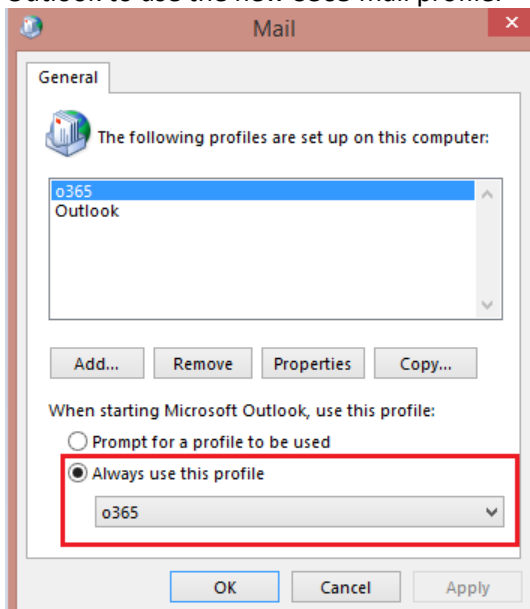 Outlook to use the new o365 mail profile.
Mail
General
The following profiles are set up on this computer:
o365
Outlook
Add... Remove Properties Copy...
When starting Microsoft Outlook, use this profile:
Prompt for a profile to be used
Always use this profile
o365
OK Cancel Apply